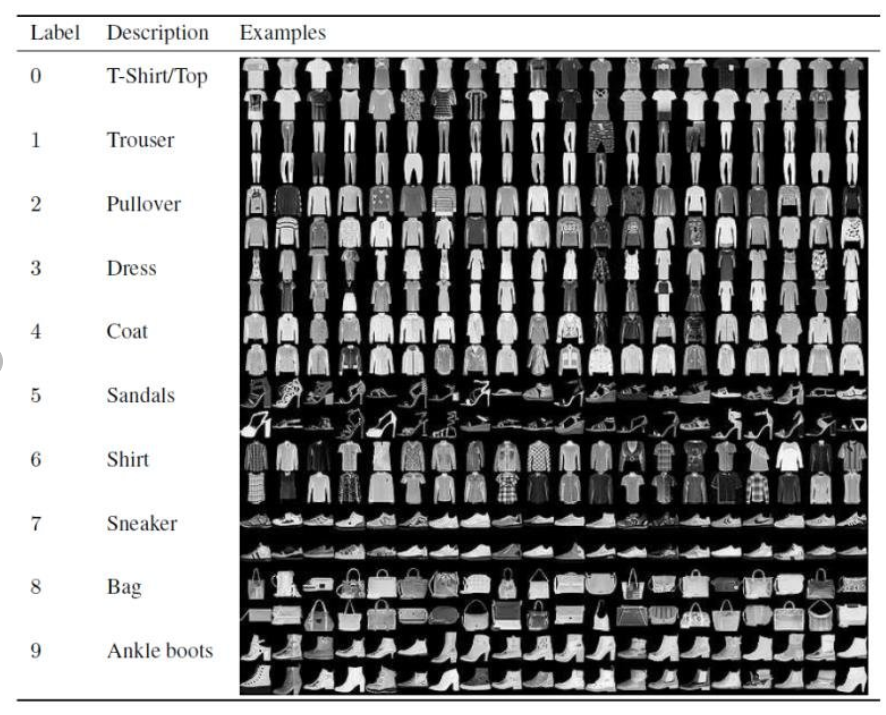 Label Description Examples
0 T-Shirt/Top
1 Trouser
2 Pullover
3 Dress
4 Coat
5 Sandals
6 Shirt
7 Sneaker
8 Bag
9 Ankle boots